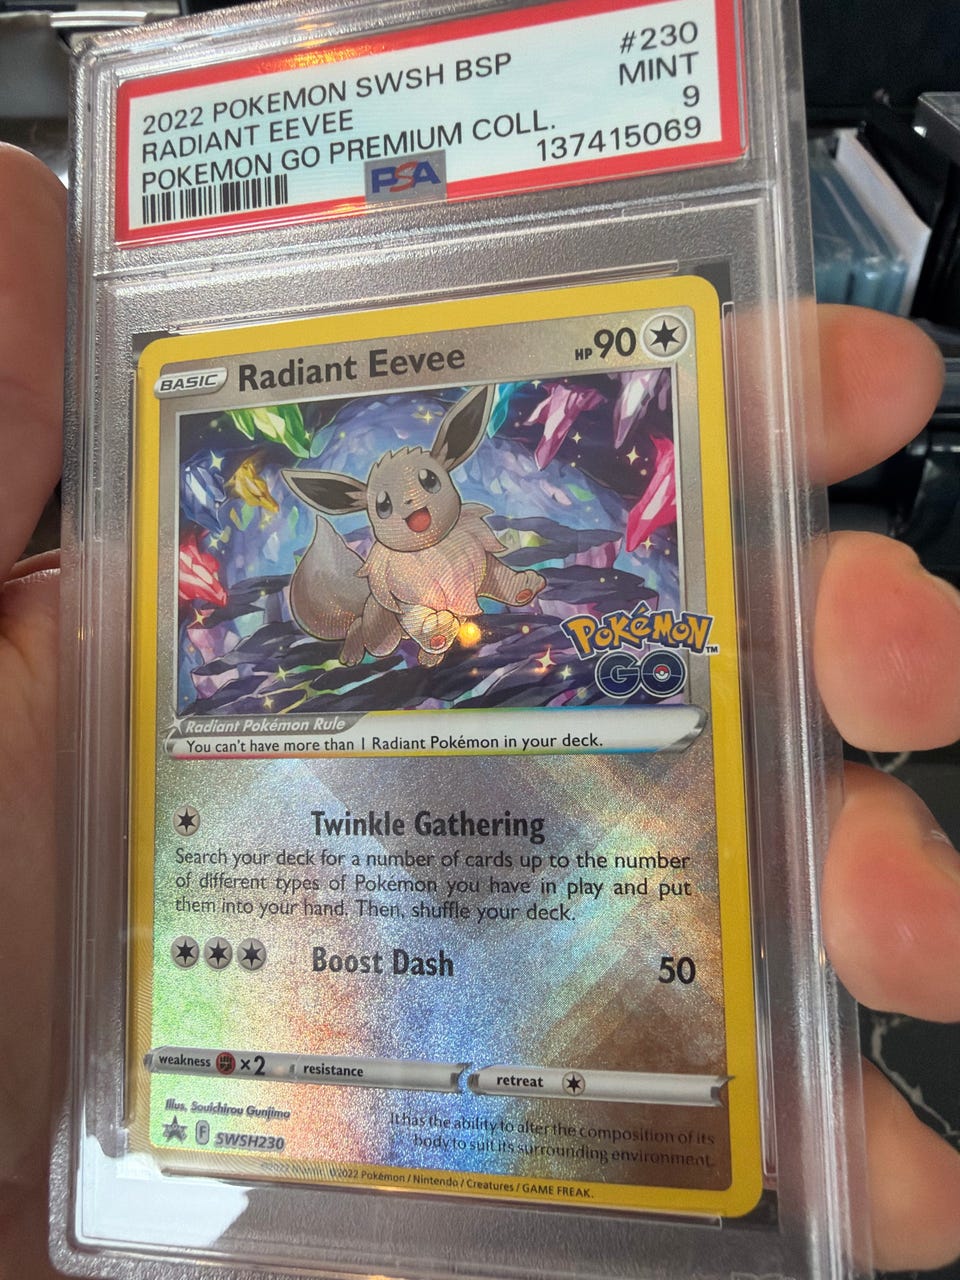 2022 POKEMON SWSH BSP
#230
RADIANT EEVEE
MINT
POKEMON GO PREMIUM COLL.
9
PSA
137415069
BASIC
Radiant Eevee
HP 90
POKéMON™
GO
Radiant Pokémon Rule
You can't have more than 1 Radiant Pokémon in your deck.
Twinkle Gathering
Search your deck for a number of cards up to the number
of different types of Pokémon you have in play and put
them into your hand. Then, shuffle your deck.
Boost Dash
50
weakness ×2
resistance
retreat
Illus. Souichirou Gunjima
F SWSH230
It has the ability to alter the composition of its
body to suit its surrounding environment.
©2022 Pokémon / Nintendo / Creatures / GAME FREAK.